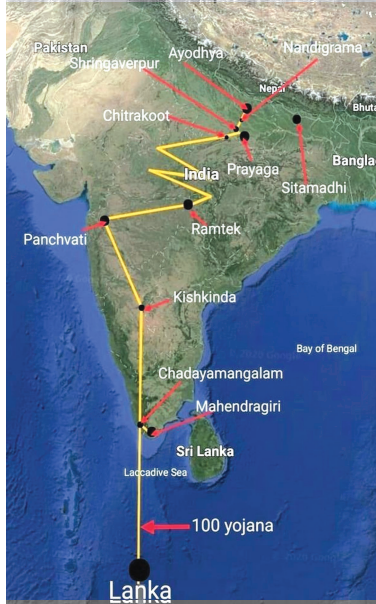 Pakistan
Ayodhya
Nandigrama
Shringaverpur
Nepal
Bhuta
Chitrakoot
India
Prayaga
Banglad
Sitamadhi
Ramtek
Panchvati
Kishkinda
Bay of Bengal
Chadayamangalam
Mahendragiri
Sri Lanka
Laccadive Sea
100 yojana
Lanka